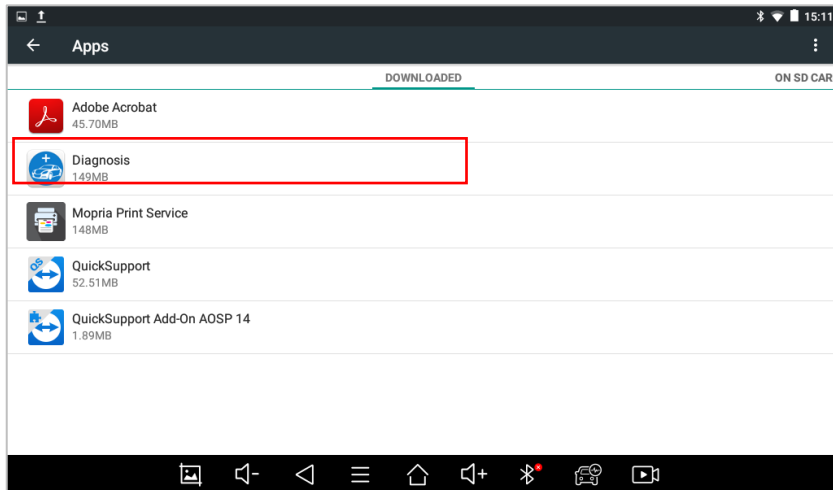 15:11
Apps
DOWNLOADED
ON SD CAR
Adobe Acrobat
45.70MB
Diagnosis
149MB
Mopria Print Service
148MB
QuickSupport
52.51MB
QuickSupport Add-On AOSP 14
1.89MB